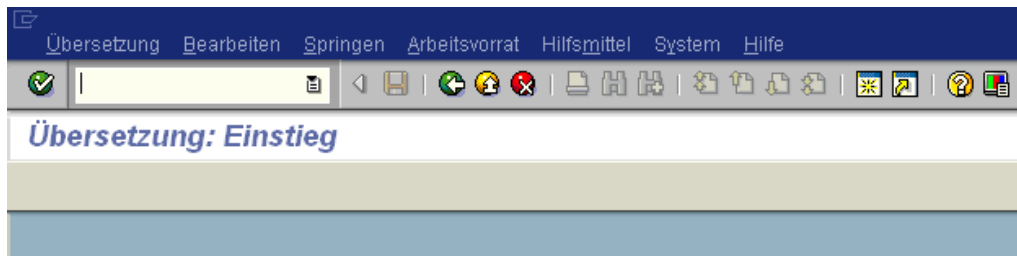 Übersetzung Bearbeiten Springen Arbeitsvorrat Hilfsmittel System Hilfe
Übersetzung: Einstieg